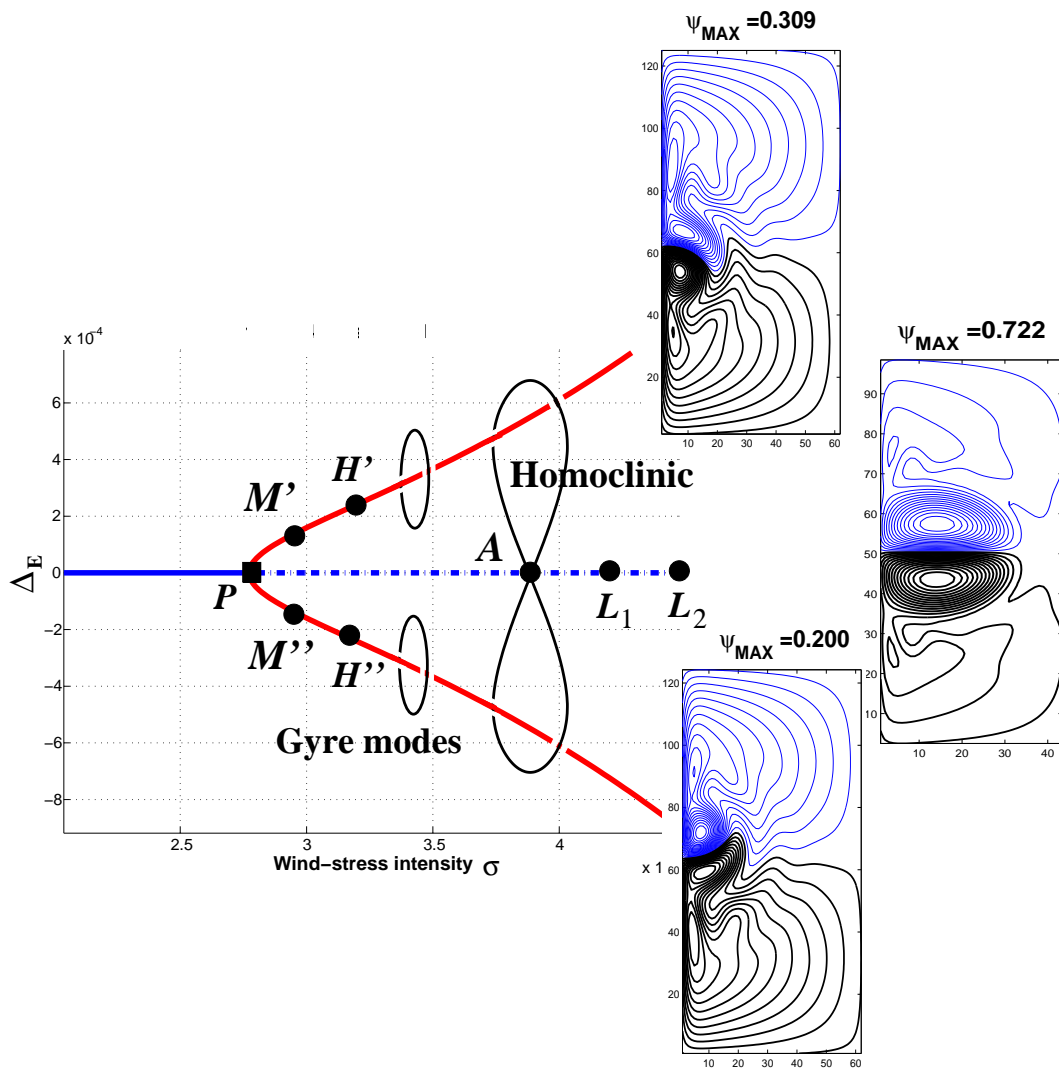 ψMAX =0.309
120
100
80
60
40
20
10 20 30 40 50 60
ψMAX =0.722
90
80
70
60
50
40
30
20
10
20 30 40
x 10⁻⁴
6
4
2
0
−2
−4
−6
−8
ΔE
2.5 3 3.5 4
Wind−stress intensity σ
P
M'
H'
M''
H''
Gyre modes
Homoclinic
A
L1
L2
x 1
ψMAX =0.200
120
100
80
60
40
20
10 20 30 40 50 60